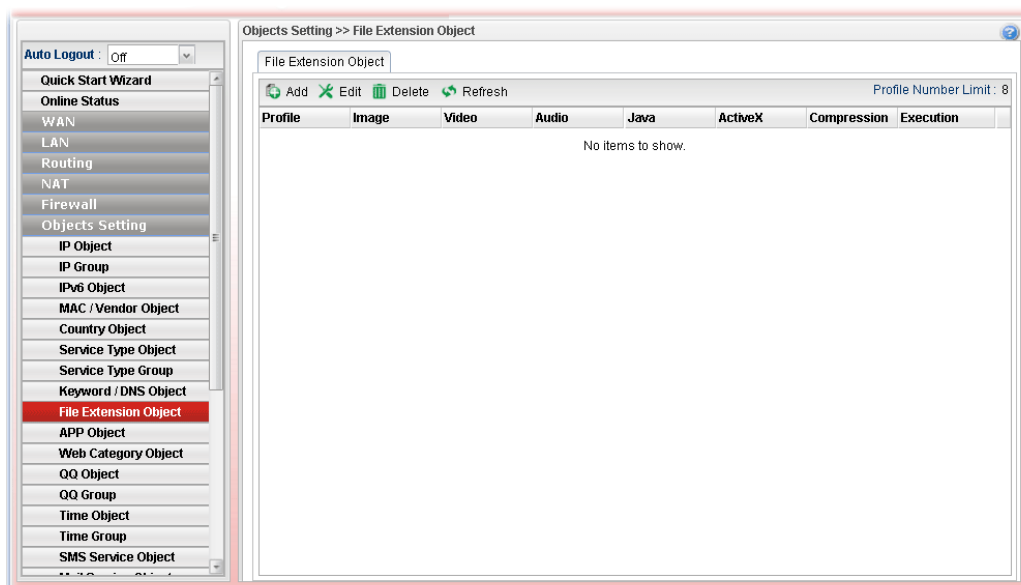 Objects Setting >> File Extension Object
Auto Logout : Off
File Extension Object
Quick Start Wizard
Online Status
WAN
LAN
Routing
NAT
Firewall
Objects Setting
IP Object
IP Group
IPv6 Object
MAC / Vendor Object
Country Object
Service Type Object
Service Type Group
Keyword / DNS Object
File Extension Object
APP Object
Web Category Object
QQ Object
QQ Group
Time Object
Time Group
SMS Service Object
Add Edit Delete Refresh Profile Number Limit : 8
Profile Image Video Audio Java ActiveX Compression Execution
No items to show.